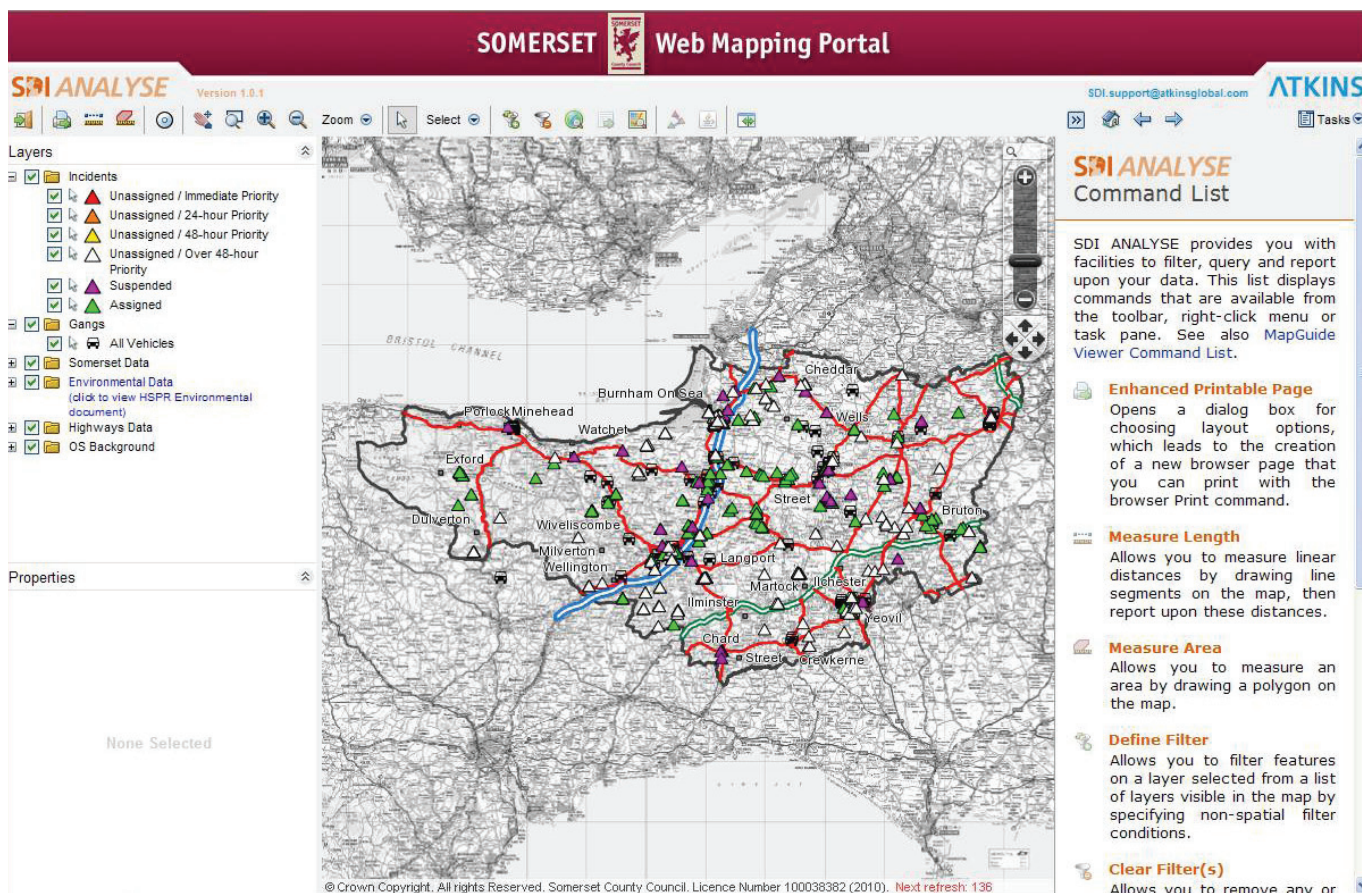 SOMERSET Web Mapping Portal
SDI ANALYSE Version 1.0.1
SDI.support@atkinsglobal.com ATKINS
Zoom Select Tasks
Layers
Incidents
Unassigned / Immediate Priority
Unassigned / 24-hour Priority
Unassigned / 48-hour Priority
Unassigned / Over 48-hour
Priority
Suspended
Assigned
Gangs
All Vehicles
Somerset Data
Environmental Data
(click to view HSPR Environmental
document)
Highways Data
OS Background
Properties
None Selected
BRISTOL CHANNEL
Cheddar
Burnham On Sea
Porlock Minehead
Wells
Watchet
Exford
Street
Bruton
Dulverton
Wiveliscombe
Milverton
Langport
Wellington
Martock
Ilchester
Ilminster
Yeovil
Chard
Street
Crewkerne
© Crown Copyright. All rights Reserved. Somerset County Council. Licence Number 100038382 (2010). Next refresh: 136
SDI ANALYSE
Command List
SDI ANALYSE provides you with
facilities to filter, query and report
upon your data. This list displays
commands that are available from
the toolbar, right-click menu or
task pane. See also MapGuide
Viewer Command List.
Enhanced Printable Page
Opens a dialog box for
choosing layout options,
which leads to the creation
of a new browser page that
you can print with the
browser Print command.
Measure Length
Allows you to measure linear
distances by drawing line
segments on the map, then
report upon these distances.
Measure Area
Allows you to measure an
area by drawing a polygon on
the map.
Define Filter
Allows you to filter features
on a layer selected from a list
of layers visible in the map by
specifying non-spatial filter
conditions.
Clear Filter(s)
Allows you to remove any or